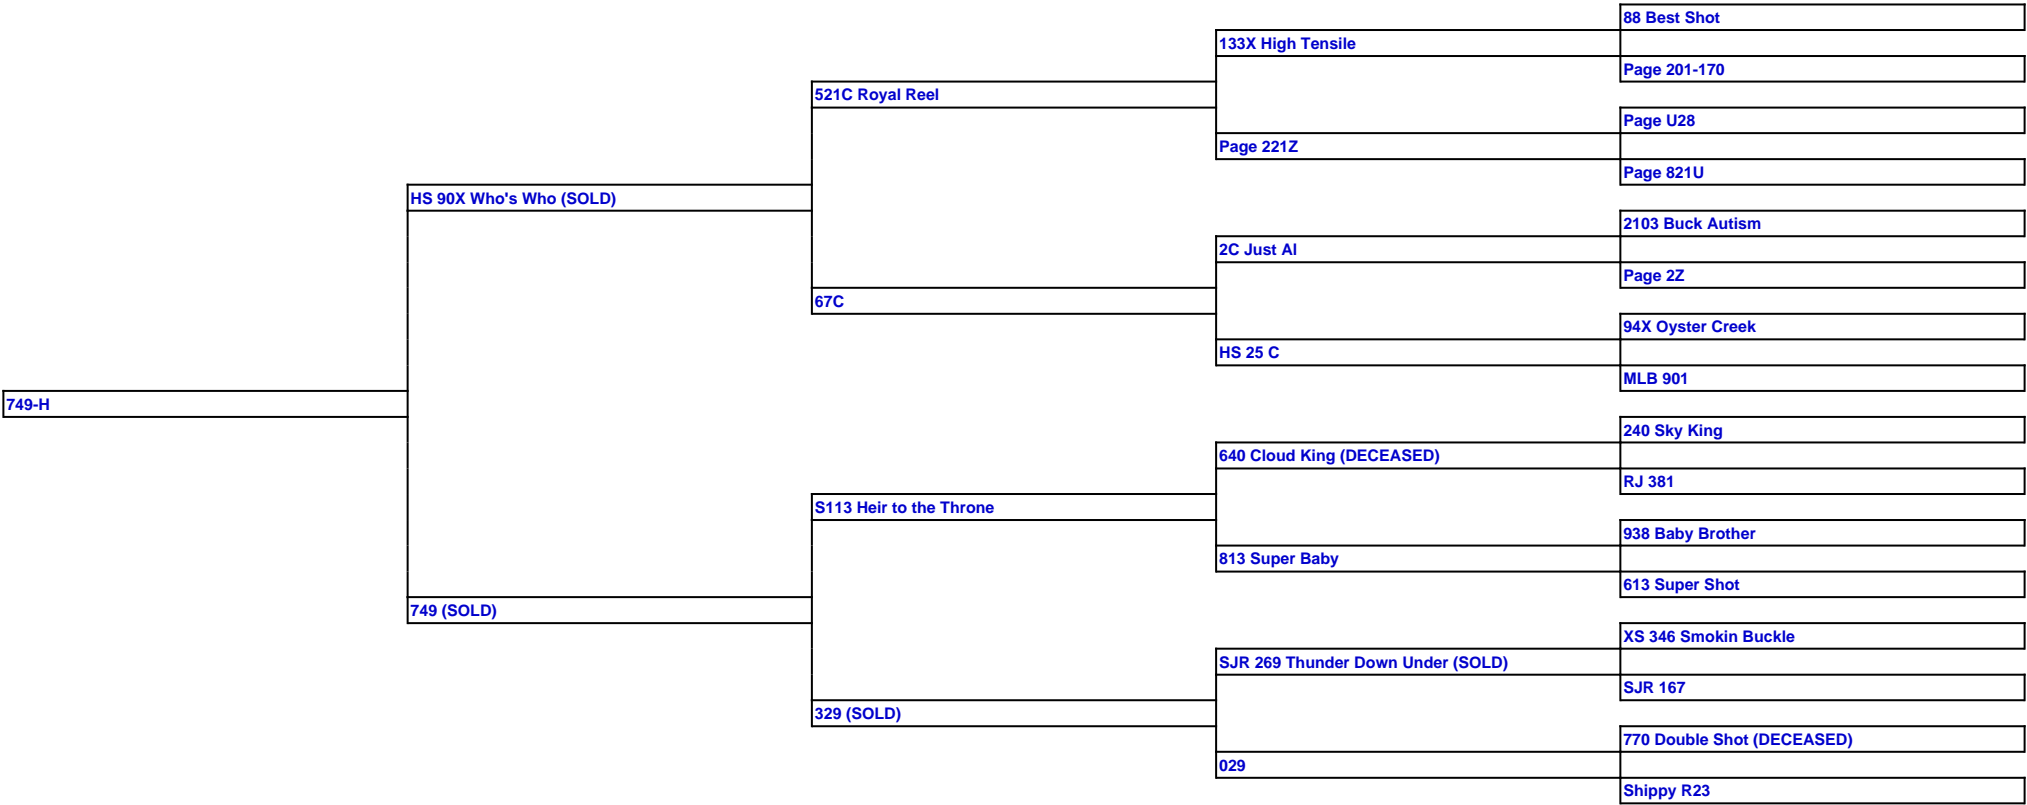 88 Best Shot
133X High Tensile
Page 201-170
521C Royal Reel
Page U28
Page 221Z
Page 821U
HS 90X Who's Who (SOLD)
2103 Buck Autism
2C Just Al
Page 2Z
67C
94X Oyster Creek
HS 25 C
MLB 901
749-H
240 Sky King
640 Cloud King (DECEASED)
RJ 381
S113 Heir to the Throne
938 Baby Brother
813 Super Baby
613 Super Shot
749 (SOLD)
XS 346 Smokin Buckle
SJR 269 Thunder Down Under (SOLD)
SJR 167
329 (SOLD)
770 Double Shot (DECEASED)
029
Shippy R23